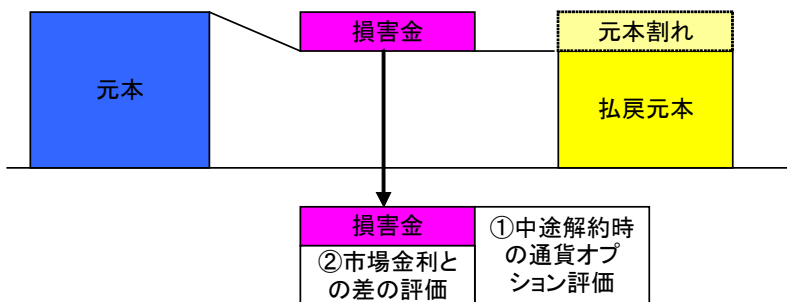 元本
損害金
元本割れ
払戻元本
損害金
①中途解約時
の通貨オプ
ション評価
②市場金利と
の差の評価